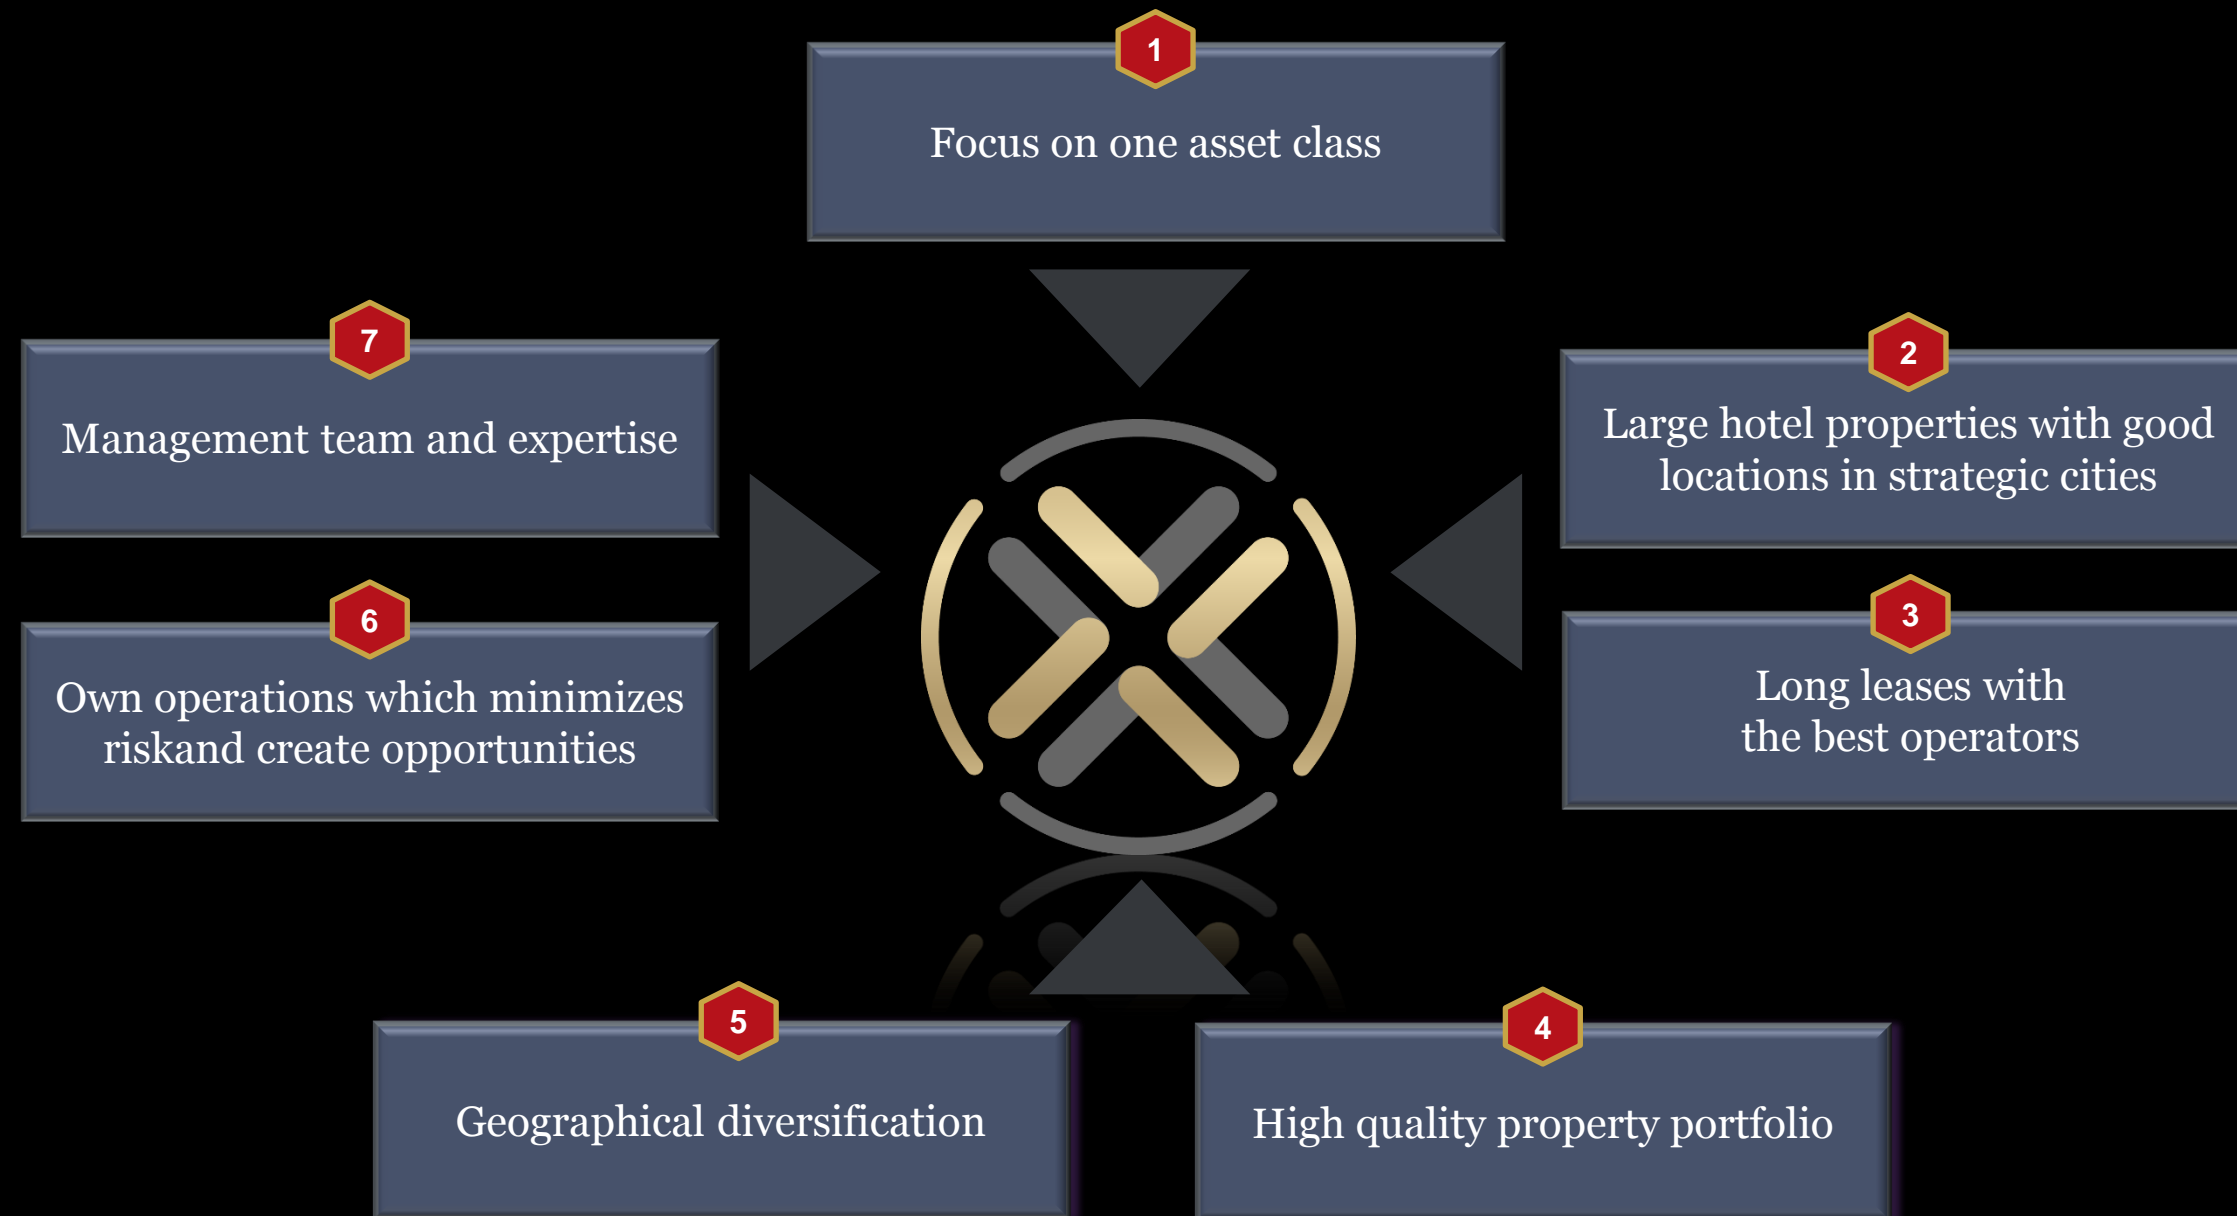 1
Focus on one asset class
2
Large hotel properties with good
locations in strategic cities
3
Long leases with
the best operators
4
High quality property portfolio
5
Geographical diversification
6
Own operations which minimizes
riskand create opportunities
7
Management team and expertise